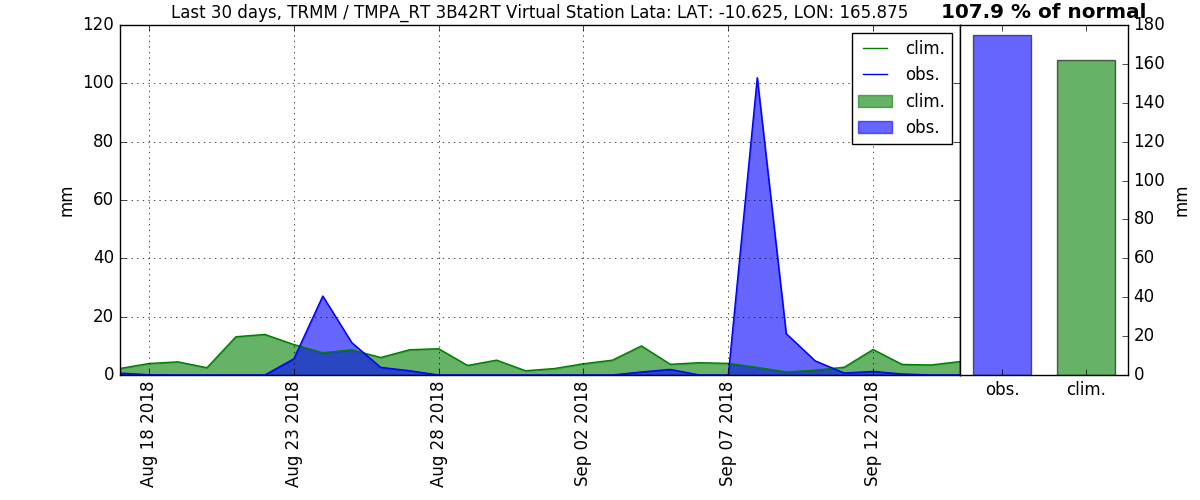 Last 30 days, TRMM / TMPA_RT 3B42RT Virtual Station Lata: LAT: -10.625, LON: 165.875
107.9 % of normal
120
100
80
60
40
20
0
mm
clim.
obs.
clim.
obs.
Aug 18 2018
Aug 23 2018
Aug 28 2018
Sep 02 2018
Sep 07 2018
Sep 12 2018
180
160
140
120
100
80
60
40
20
0
mm
obs.
clim.